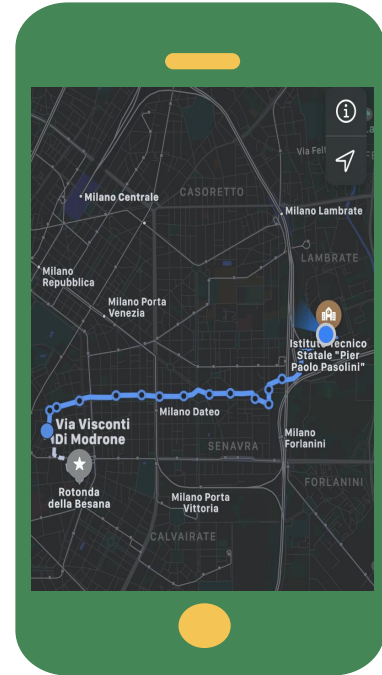 Via Fel
Milano Centrale
CASORETTO
Milano Lambrate
LAMBRATE
Milano
Repubblica
Milano Porta
Venezia
Istituto Tecnico
Statale "Pier
Paolo Pasolini"
Milano Dateo
Via Visconti
Di Modrone
Milano
Forlanini
SENAVRA
Rotonda
della Besana
Milano Porta
Vittoria
FORLANINI
CALVAIRATE